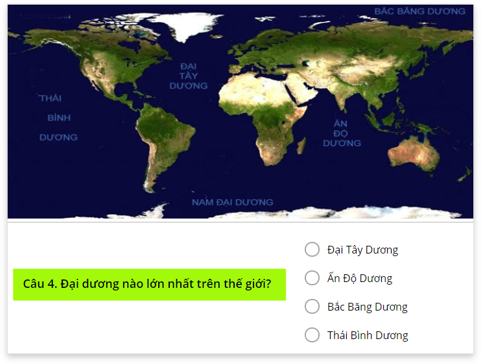 BẮC BĂNG DƯƠNG
ĐẠI
TÂY
DƯƠNG
THÁI
BÌNH
DƯƠNG
ẤN
ĐỘ
DƯƠNG
NAM ĐẠI DƯƠNG
Câu 4. Đại dương nào lớn nhất trên thế giới?
Đại Tây Dương
Ấn Độ Dương
Bắc Băng Dương
Thái Bình Dương